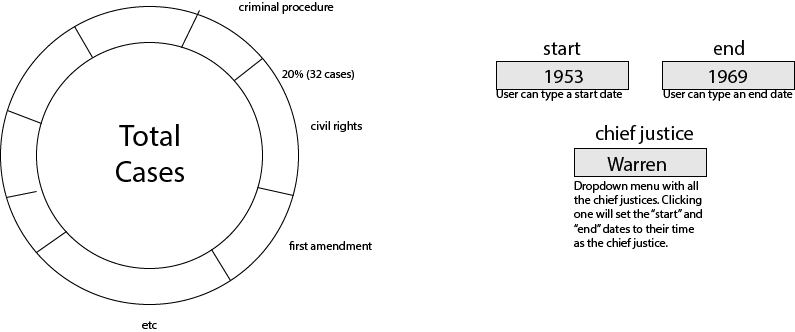 criminal procedure
20% (32 cases)
civil rights
first amendment
etc
Total
Cases
start
1953
User can type a start date
end
1969
User can type an end date
chief justice
Warren
Dropdown menu with all
the chief justices. Clicking
one will set the “start” and
“end” dates to their time
as the chief justice.